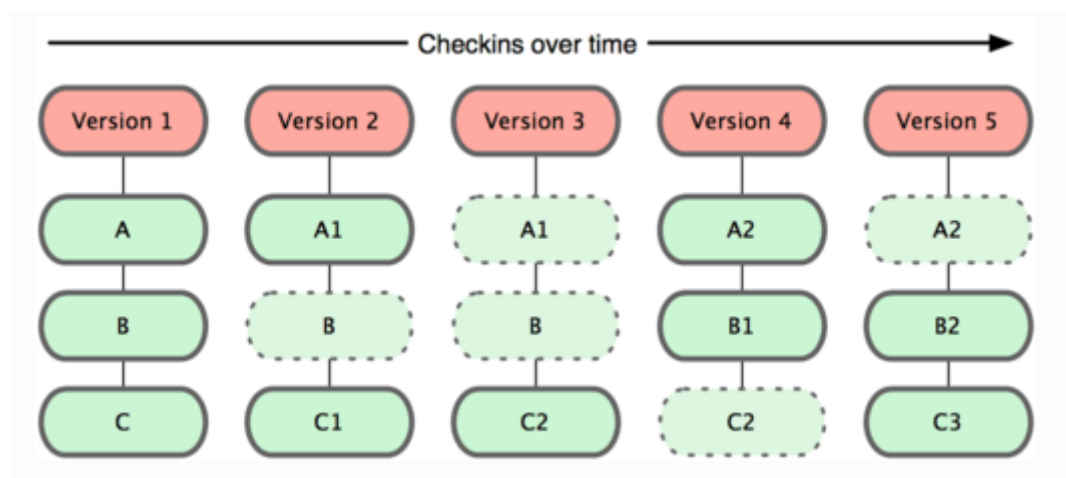 Checkins over time
Version 1 Version 2 Version 3 Version 4 Version 5
A A1 A1 A2 A2
B B B B1 B2
C C1 C2 C2 C3